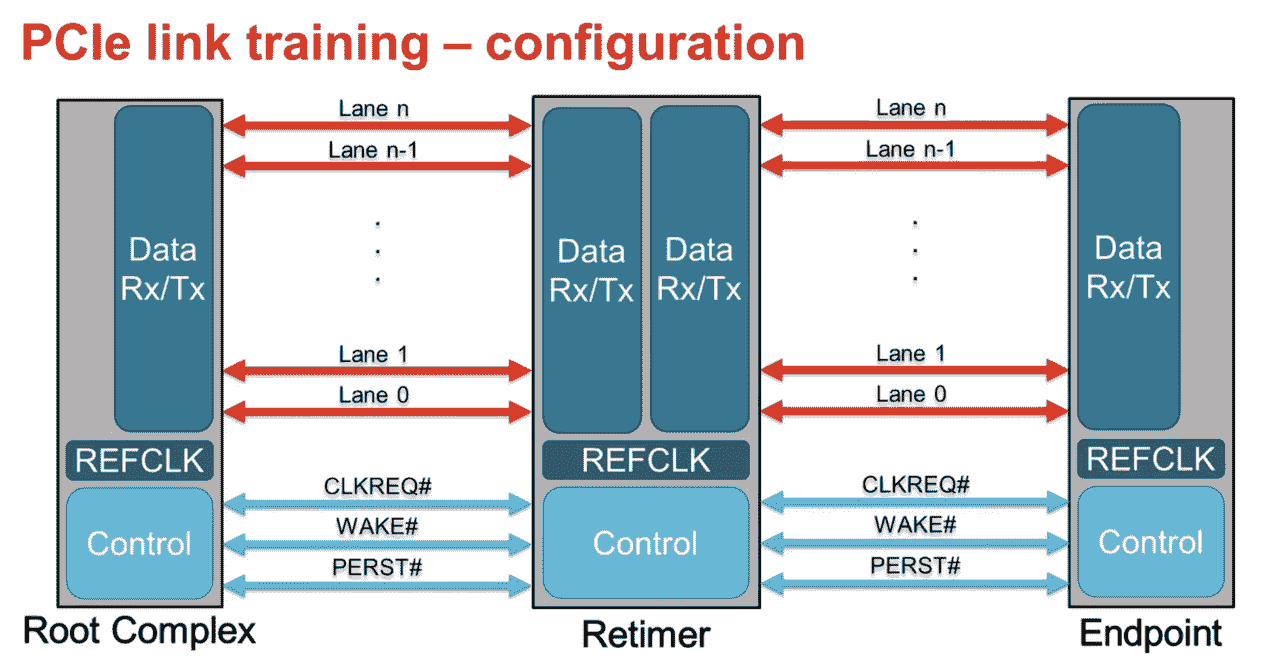 PCIe link training – configuration
Lane n
Lane n
Lane n-1
Lane n-1
Data
Rx/Tx
Data
Rx/Tx
Data
Rx/Tx
Data
Rx/Tx
Lane 1
Lane 1
Lane 0
Lane 0
REFCLK
REFCLK
REFCLK
CLKREQ#
CLKREQ#
WAKE#
WAKE#
Control
Control
Control
PERST#
PERST#
Root Complex
Retimer
Endpoint